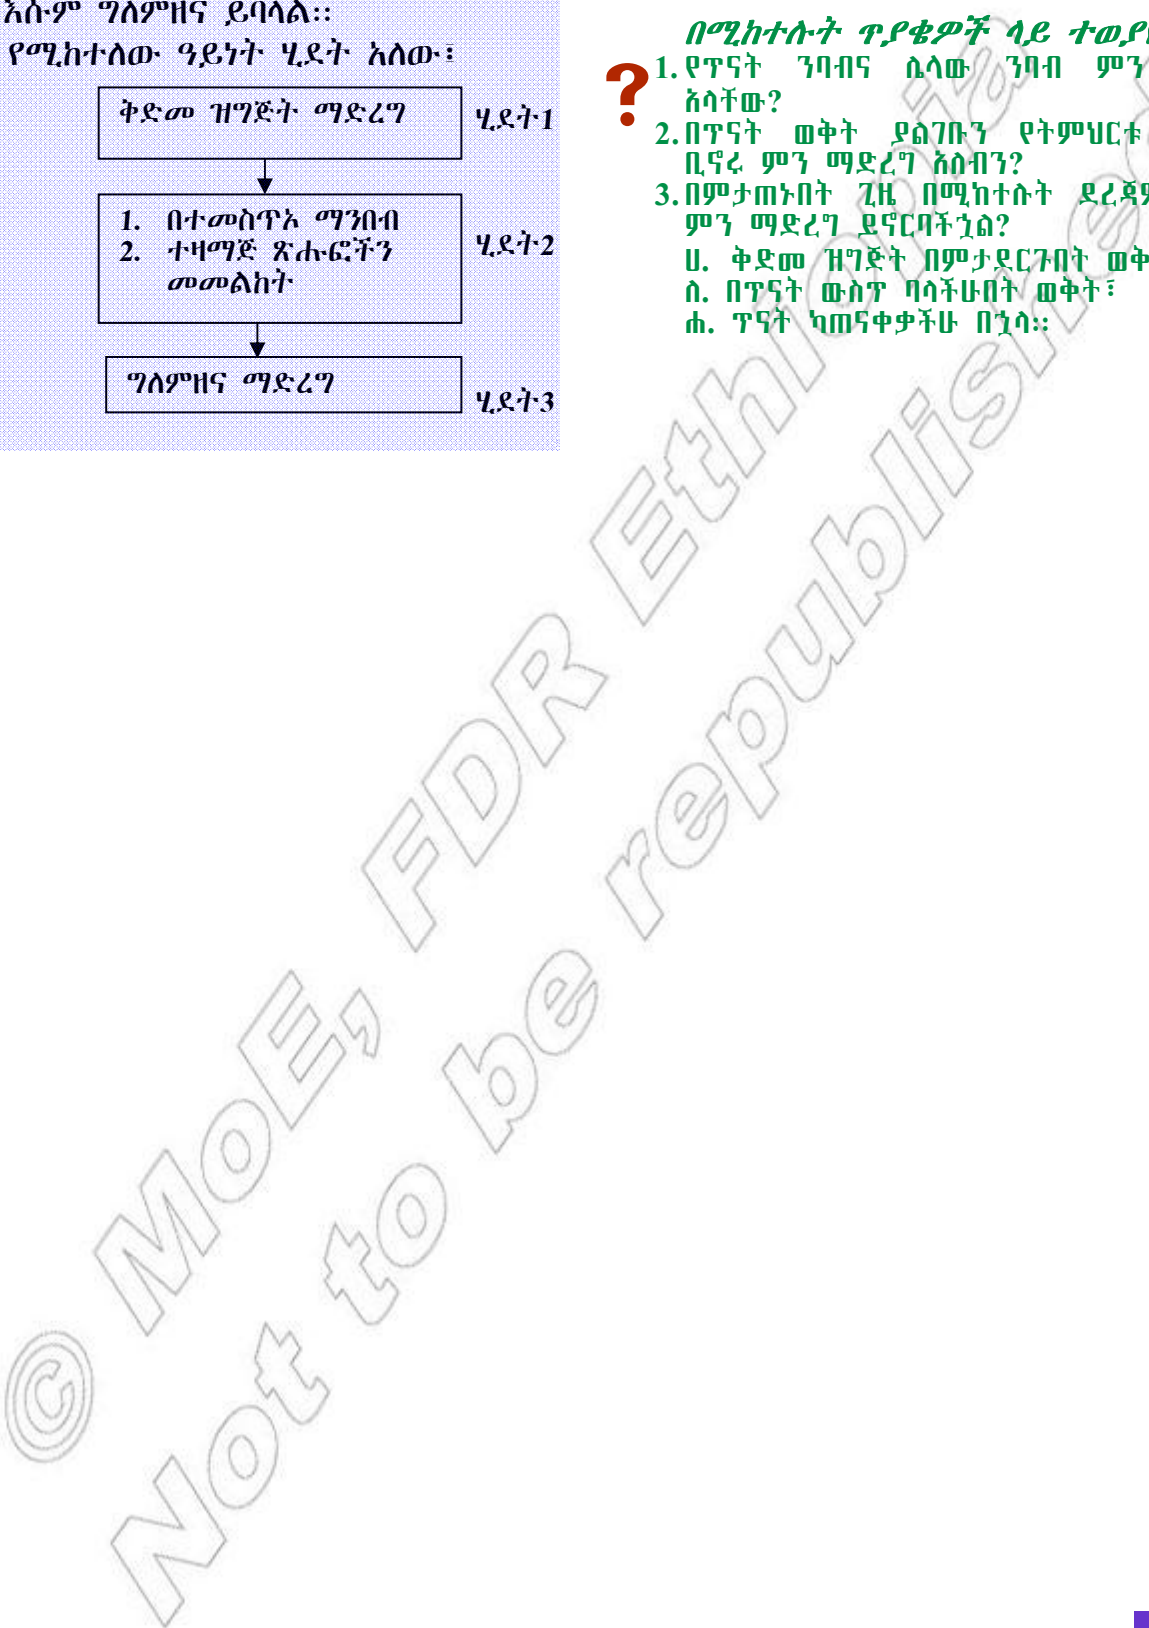 እሱም ግለምዘና ይባላል::
የሚከተለው ዓይነት ሂደት አለው፤
ቅድመ ዝግጅት ማድረግ
ሂደት1
1. በተመስጥኦ ማንበብ
2. ተዛማጅ ጽሑፎችን
መመልከት
ሂደት2
ግለምዘና ማድረግ
ሂደት3
በሚከተሉት ጥያቄዎች ላይ
?
1. የጥናት ንባብና ሌላው ንባብ ምን
አላቸው?
2. በጥናት ወቅት ያልገቡን የትምህርቱ
ቢኖሩ ምን ማድረግ አለብን?
3. በምታጠኑበት ጊዜ በሚከተሉት
ምን ማድረግ ይኖርባችኋል?
ሀ. ቅድመ ዝግጅት በምታደርጉበት
ለ. በጥናት ውስጥ ባላችሁበት ወቅት፣
ሐ. ጥናት ካጠናቀቃችሁ በኋላ::
© MoE, FDR Ethiopia
Not to be republished